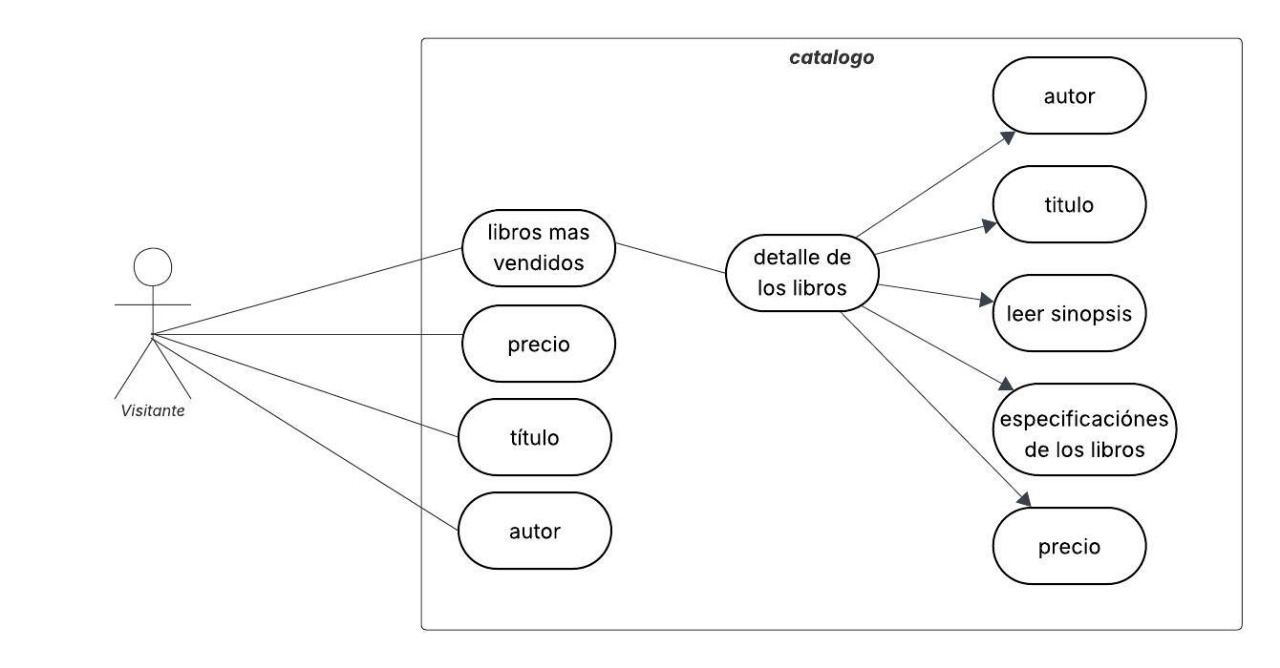 catalogo
Visitante
libros mas
vendidos
precio
título
autor
detalle de
los libros
autor
titulo
leer sinopsis
especificaciónes
de los libros
precio